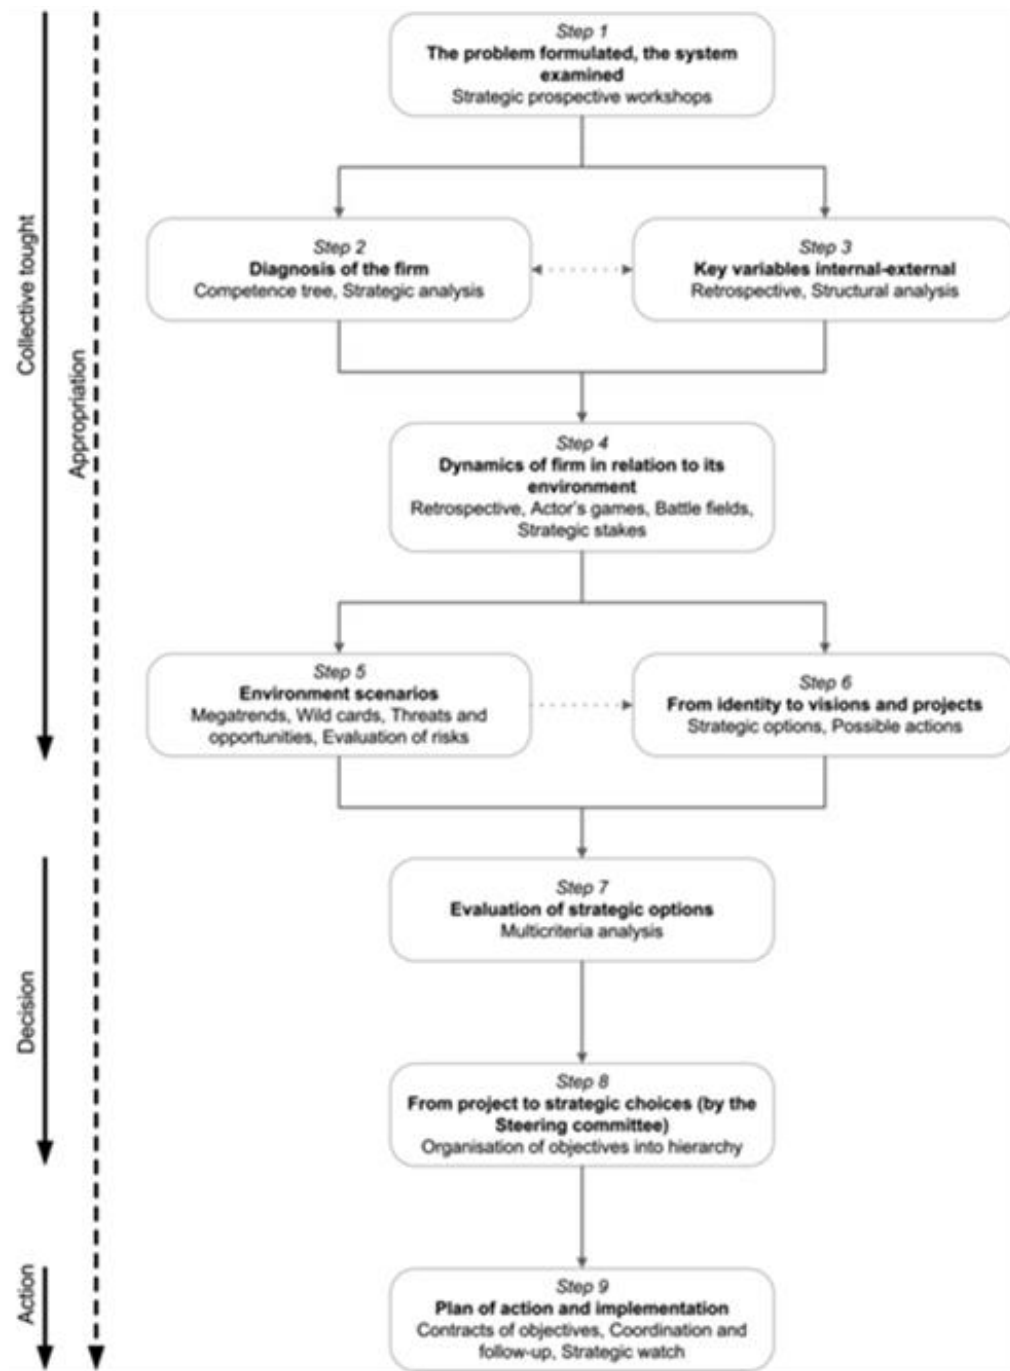 Step 1
The problem formulated, the system
examined
Strategic prospective workshops
Step 2
Diagnosis of the firm
Competence tree, Strategic analysis
Step 3
Key variables internal-external
Retrospective, Structural analysis
Collective tought
Appropriation
Step 4
Dynamics of firm in relation to its
environment
Retrospective, Actor's games, Battle fields,
Strategic stakes
Step 5
Environment scenarios
Megatrends, Wild cards, Threats and
opportunities, Evaluation of risks
Step 6
From identity to visions and projects
Strategic options, Possible actions
Step 7
Evaluation of strategic options
Multicriteria analysis
Decision
Step 8
From project to strategic choices (by the
Steering committee)
Organisation of objectives into hierarchy
Action
Step 9
Plan of action and implementation
Contracts of objectives, Coordination and
follow-up, Strategic watch